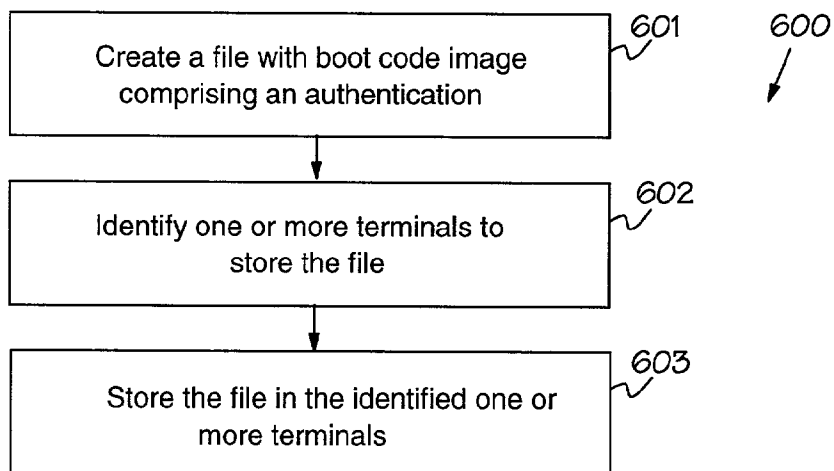 601
600
Create a file with boot code image
comprising an authentication
602
Identify one or more terminals to
store the file
603
Store the file in the identified one or
more terminals